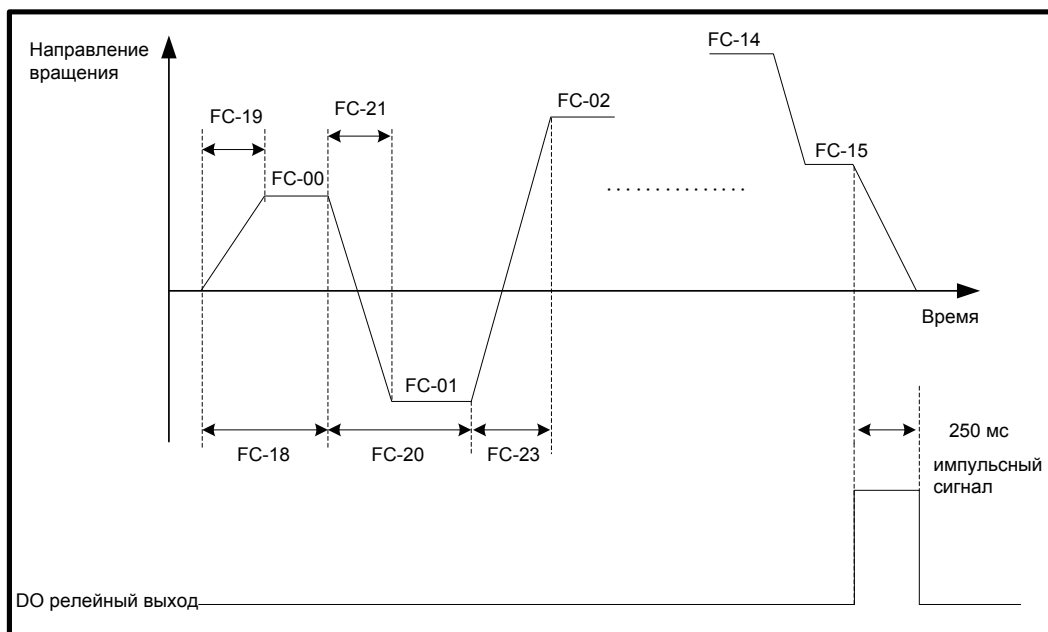 Направление
вращения
FC-14
FC-19
FC-21
FC-02
FC-15
FC-00
Время
FC-01
FC-18
FC-20
FC-23
250 мс
импульсный
сигнал
DO релейный выход